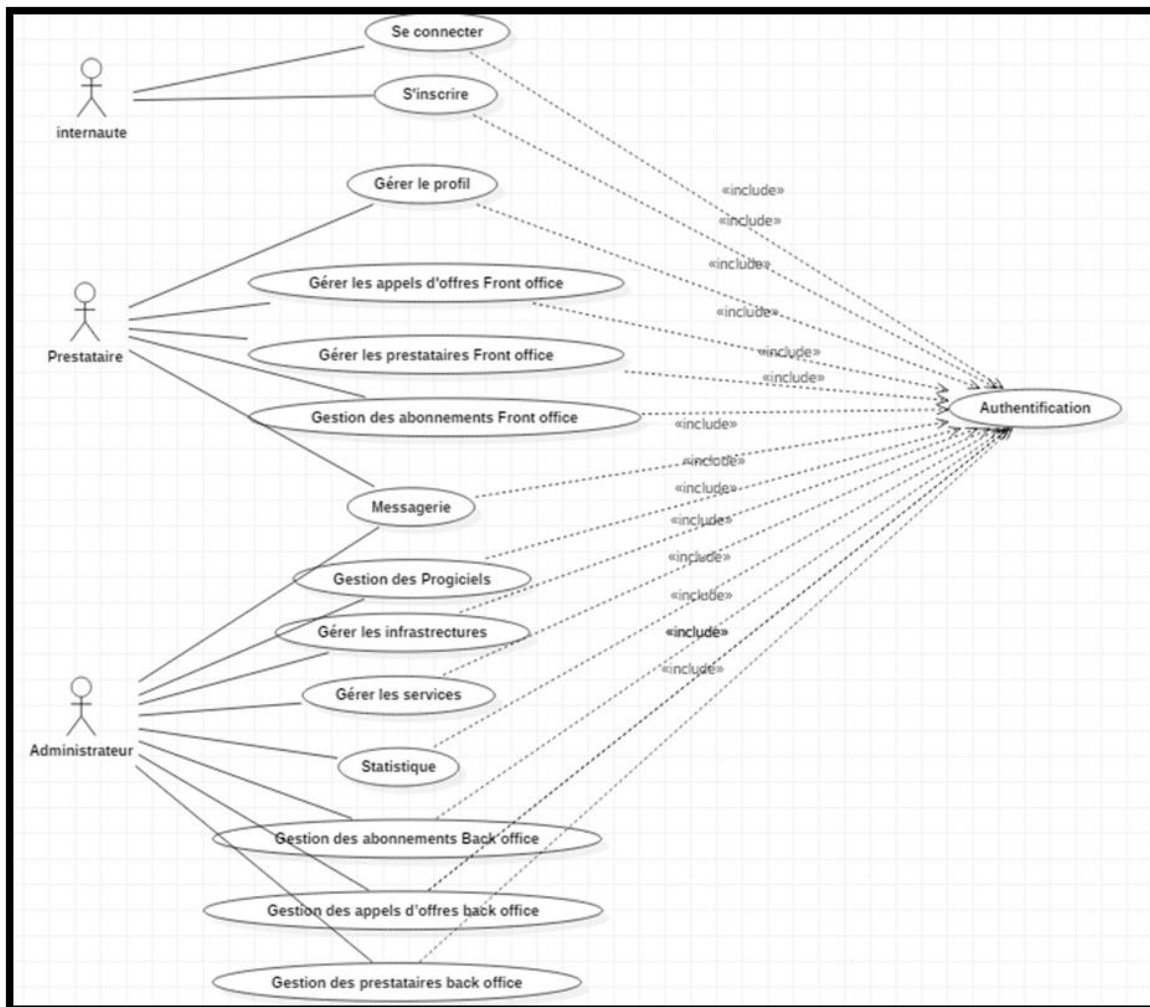 Se connecter
internaute
S'inscrire
Gérer le profil
«include»
«include»
«include»
Gérer les appels d'offres Front office
«include»
Prestataire
Gérer les prestataires Front office
«include»
«include»
Authentification
Gestion des abonnements Front office
«include»
«include»
«include»
Messagerie
«include»
«include»
Gestion des Progiciels
«include»
Gérer les infrastrectures
«include»
«include»
Gérer les services
Administrateur
Statistique
Gestion des abonnements Back office
Gestion des appels d'offres back office
Gestion des prestataires back office